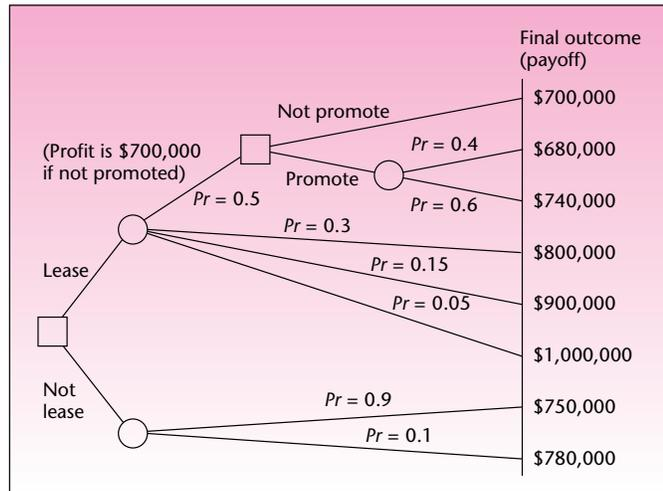 Final outcome
(payoff)
$700,000
Not promote
Pr = 0.4
(Profit is $700,000
if not promoted)
$680,000
Promote
Pr = 0.6
Pr = 0.5
$740,000
Pr = 0.3
$800,000
Pr = 0.15
Lease
Pr = 0.05
$900,000
$1,000,000
Not
lease
Pr = 0.9
$750,000
Pr = 0.1
$780,000